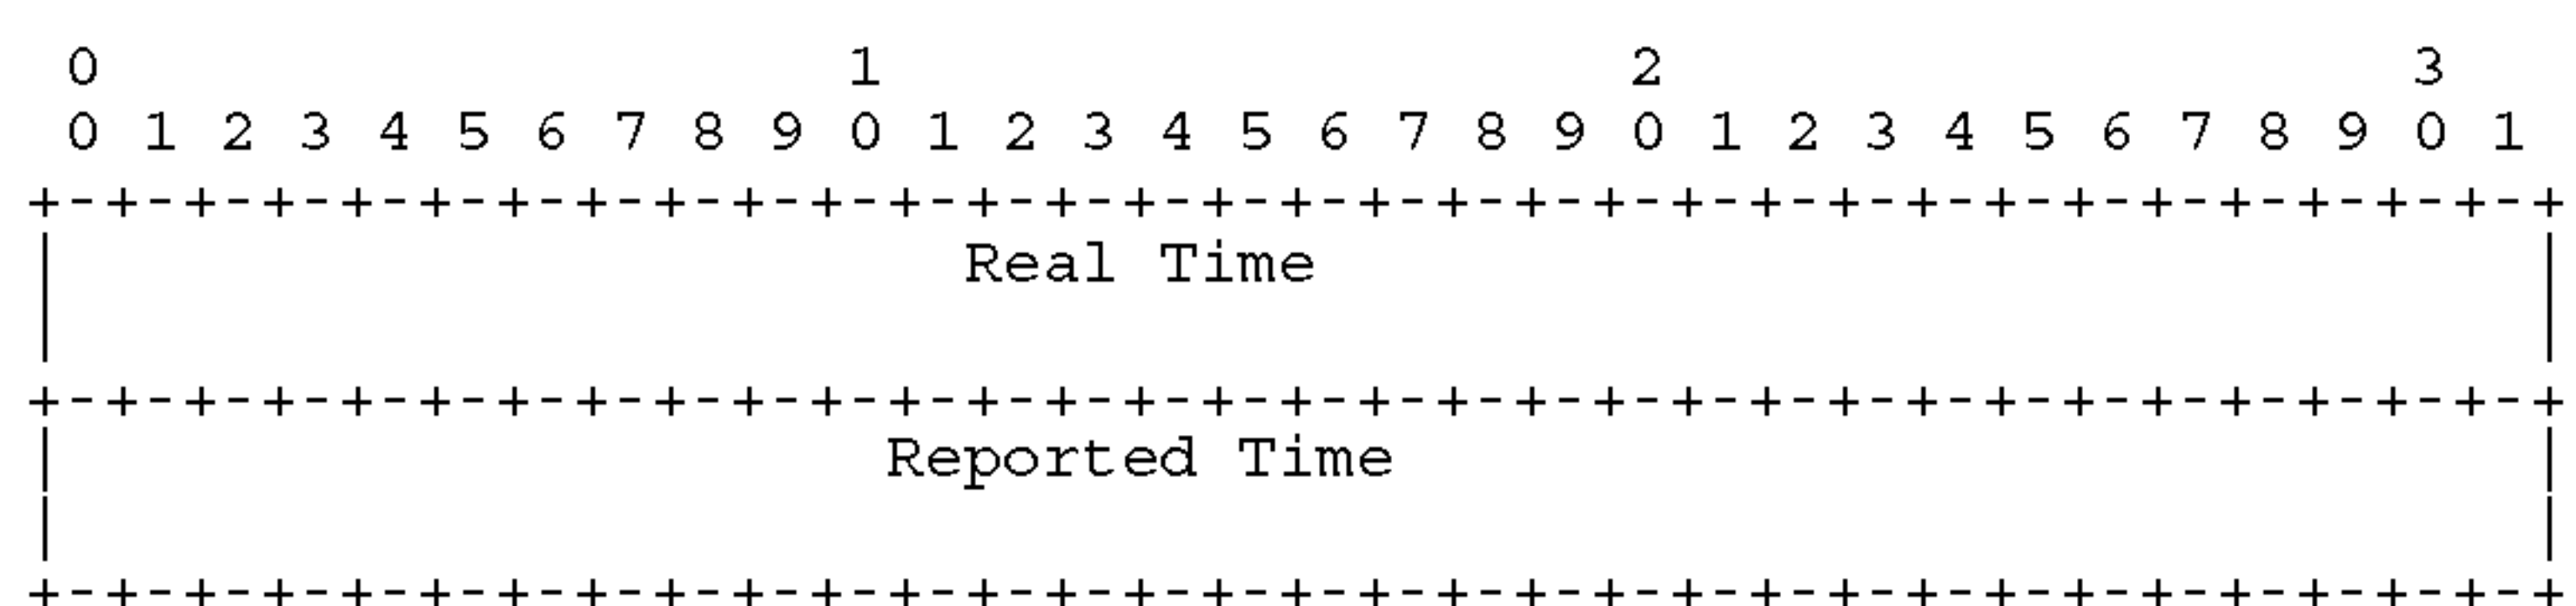 0                   1                   2                   3
 0 1 2 3 4 5 6 7 8 9 0 1 2 3 4 5 6 7 8 9 0 1 2 3 4 5 6 7 8 9 0 1
+-+-+-+-+-+-+-+-+-+-+-+-+-+-+-+-+-+-+-+-+-+-+-+-+-+-+-+-+-+-+-+-+
|                       Real Time                               |
|                                                               |
+-+-+-+-+-+-+-+-+-+-+-+-+-+-+-+-+-+-+-+-+-+-+-+-+-+-+-+-+-+-+-+-+
|                     Reported Time                             |
|                                                               |
+-+-+-+-+-+-+-+-+-+-+-+-+-+-+-+-+-+-+-+-+-+-+-+-+-+-+-+-+-+-+-+-+